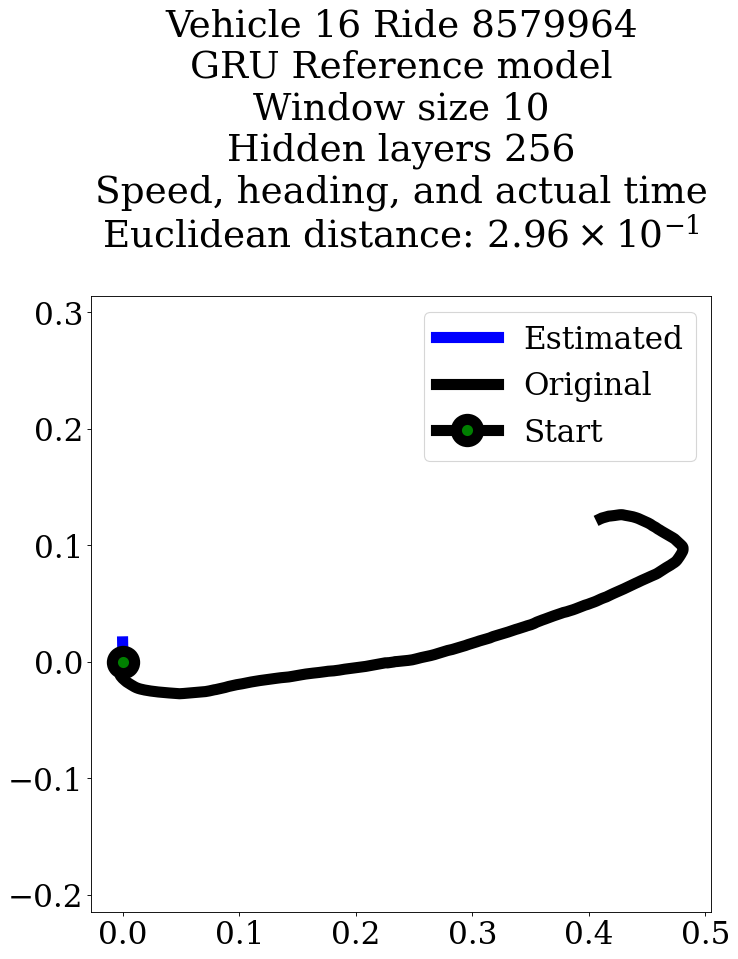 Vehicle 16 Ride 8579964
GRU Reference model
Window size 10
Hidden layers 256
Speed, heading, and actual time
Euclidean distance: 2.96 × 10⁻¹
0.3
0.2
0.1
0.0
−0.1
−0.2
Estimated
Original
Start
0.0 0.1 0.2 0.3 0.4 0.5